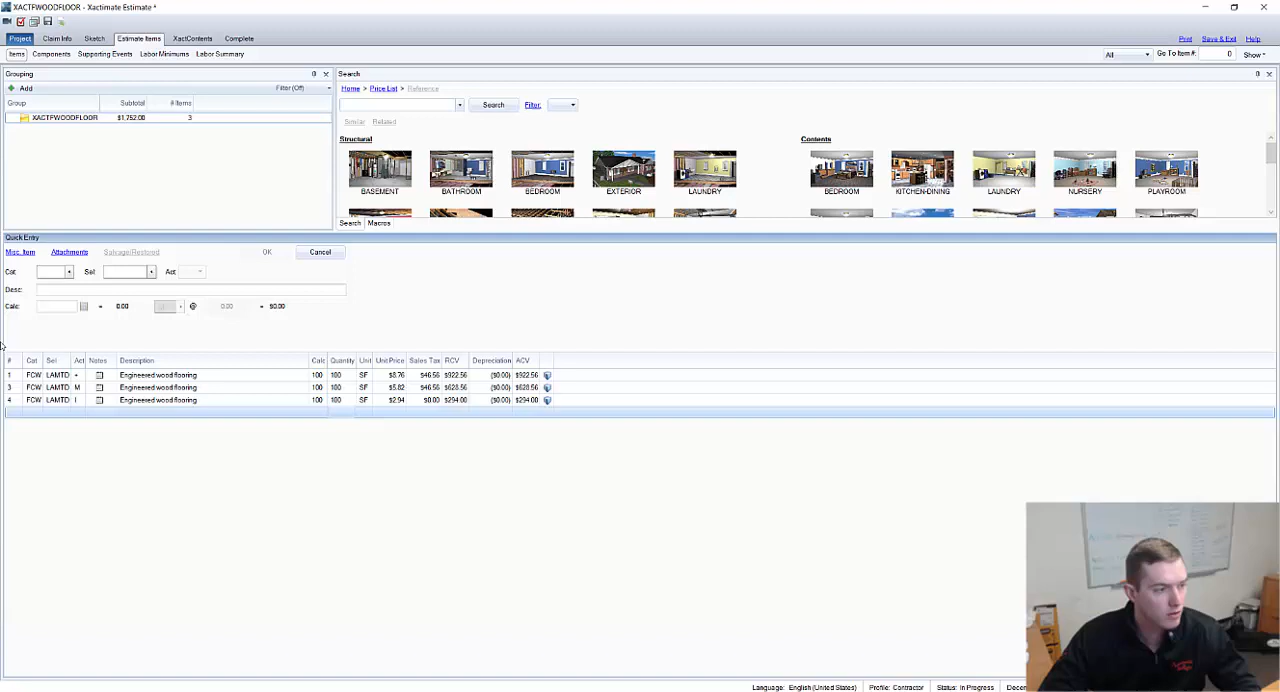 XACTFWOODFLOOR - Xactimate Estimate *
Project Claim Info Sketch Estimate Items XactContents Complete
Print Save & Exit Help
Items Components Supporting Events Labor Minimums Labor Summary
All Go To Item #: 0 Show
Grouping
Search
Add Filter (Off)
Home > Price List > Reference
Group Subtotal # Items
Search Filter:
XACTFWOODFLOOR $1,752.00 3
Similar Related
Structural Contents
BASEMENT BATHROOM BEDROOM EXTERIOR LAUNDRY BEDROOM KITCHEN-DINING LAUNDRY NURSERY PLAYROOM
Search Macros
Quick Entry
Misc. Item Attachments Salvage/Restored OK Cancel
Cat: Sel: Act
Desc:
Calc: = 0.00 @ 0.00 = $0.00
# Cat Sel Act Notes Description Calc Quantity Unit Unit Price Sales Tax RCV Depreciation ACV
1 FCW LAMTD + Engineered wood flooring 100 100 SF $8.76 $46.56 $922.56 ($0.00) $922.56
3 FCW LAMTD M Engineered wood flooring 100 100 SF $5.82 $46.56 $628.56 ($0.00) $628.56
4 FCW LAMTD I Engineered wood flooring 100 100 SF $2.94 $0.00 $294.00 ($0.00) $294.00
Language: English (United States) Profile: Contractor Status: In Progress Decem